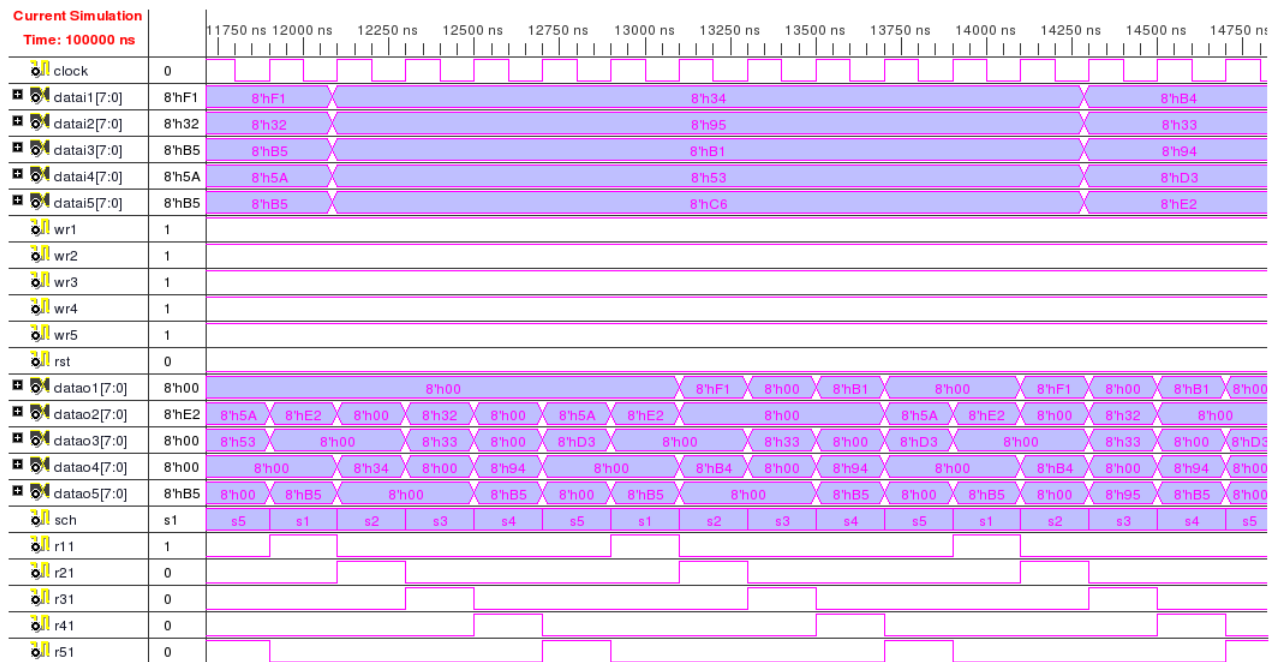 Current Simulation
Time: 100000 ns
11750 ns 12000 ns 12250 ns 12500 ns 12750 ns 13000 ns 13250 ns 13500 ns 13750 ns 14000 ns 14250 ns 14500 ns 14750 ns
clock 0
datai1[7:0] 8'hF1 8'hF1 8'h34 8'hB4
datai2[7:0] 8'h32 8'h32 8'h95 8'h33
datai3[7:0] 8'hB5 8'hB5 8'hB1 8'h94
datai4[7:0] 8'h5A 8'h5A 8'h53 8'hD3
datai5[7:0] 8'hB5 8'hB5 8'hC6 8'hE2
wr1 1
wr2 1
wr3 1
wr4 1
wr5 1
rst 0
datao1[7:0] 8'h00 8'h00 8'hF1 8'h00 8'hB1 8'h00 8'hF1 8'h00 8'hB1 8'h00
datao2[7:0] 8'hE2 8'h5A 8'hE2 8'h00 8'h32 8'h00 8'h5A 8'hE2 8'h00 8'h5A 8'hE2 8'h00 8'h32 8'h00
datao3[7:0] 8'h00 8'h53 8'h00 8'h33 8'h00 8'hD3 8'h00 8'h33 8'h00 8'hD3 8'h00 8'h33 8'h00 8'hD3
datao4[7:0] 8'h00 8'h00 8'h34 8'h00 8'h94 8'h00 8'hB4 8'h00 8'h94 8'h00 8'hB4 8'h00 8'h94 8'h00
datao5[7:0] 8'hB5 8'h00 8'hB5 8'h00 8'hB5 8'h00 8'hB5 8'h00 8'hB5 8'h00 8'hB5 8'h00 8'h95 8'hB5 8'h00
sch s1 s5 s1 s2 s3 s4 s5 s1 s2 s3 s4 s5 s1 s2 s3 s4 s5
r11 1
r21 0
r31 0
r41 0
r51 0